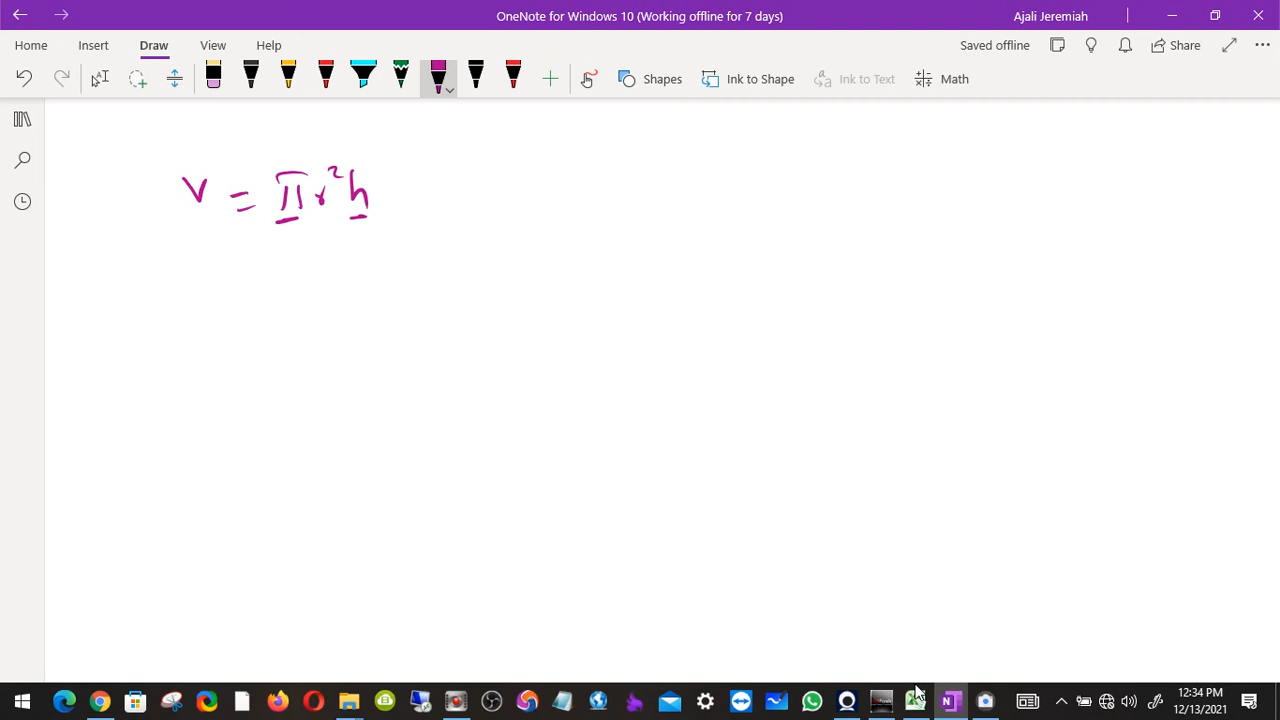 OneNote for Windows 10 (Working offline for 7 days)
Ajali Jeremiah
Home Insert Draw View Help
Saved offline
Share
Shapes
Ink to Shape
Ink to Text
Math
V = πr²h
12:34 PM
12/13/2021